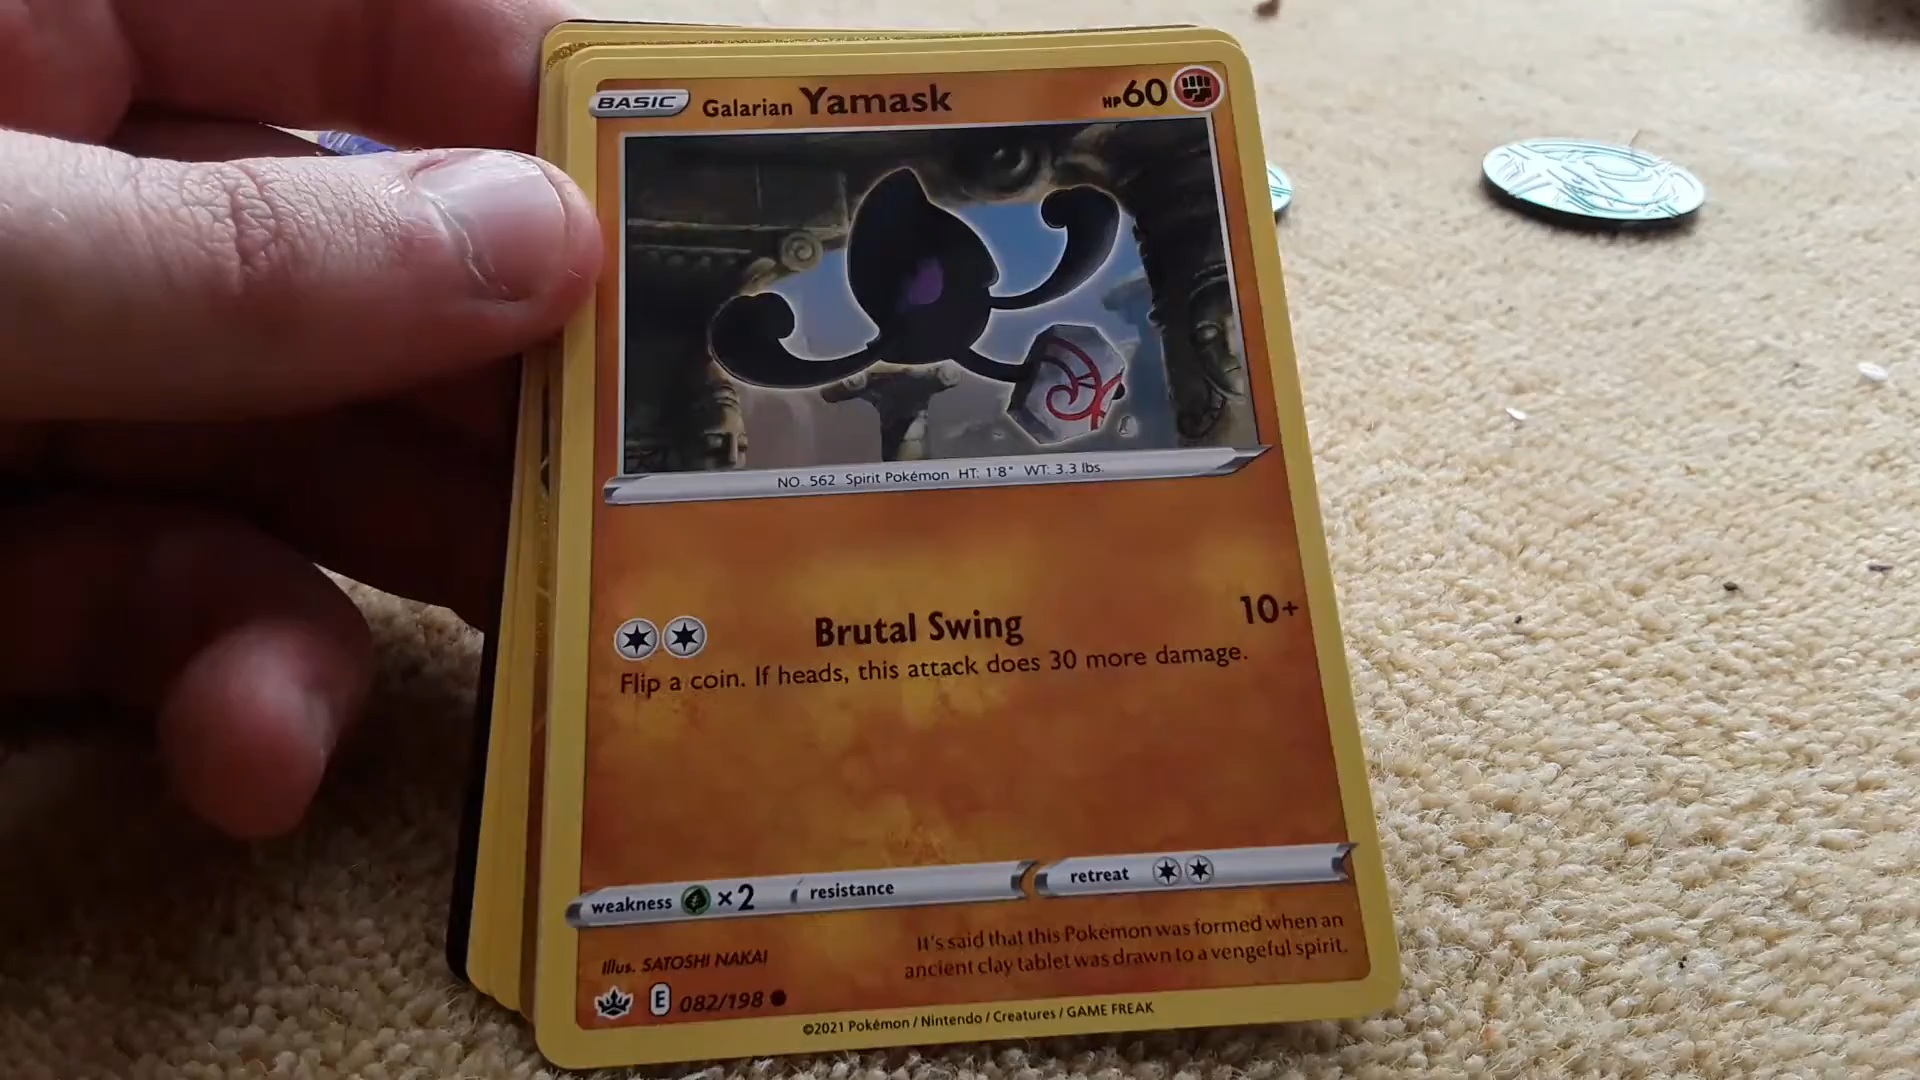 BASIC Galarian Yamask HP60
NO. 562 Spirit Pokémon HT: 1'8" WT: 3.3 lbs.
Brutal Swing 10+
Flip a coin. If heads, this attack does 30 more damage.
weakness ×2 resistance retreat
It's said that this Pokémon was formed when an
ancient clay tablet was drawn to a vengeful spirit.
Illus. SATOSHI NAKAI
E 082/198
©2021 Pokémon / Nintendo / Creatures / GAME FREAK